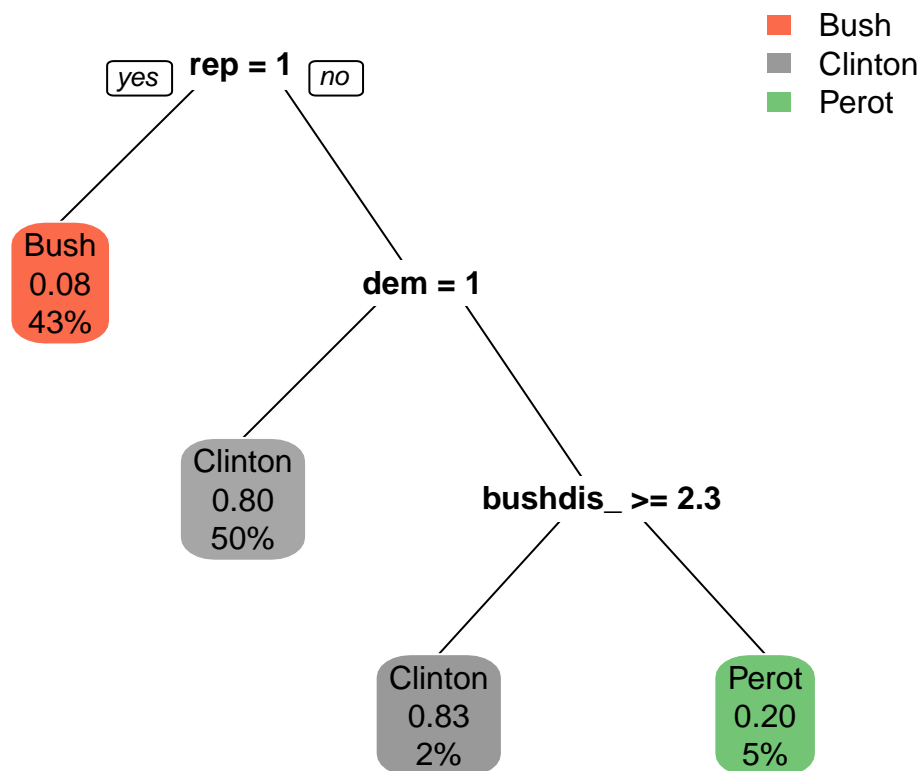 Bush
Clinton
Perot
yes
rep = 1
no
Bush
0.08
43%
dem = 1
Clinton
0.80
50%
bushdis_ >= 2.3
Clinton
0.83
2%
Perot
0.20
5%